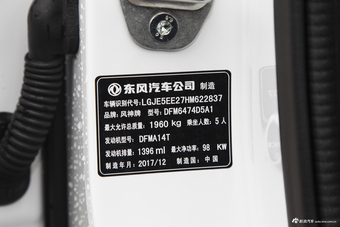 东风汽车公司 制造
车辆识别代号:LGJE5EE27HM622837
品牌:风神牌 型号:DFM6474D5A1
最大允许总质量:1960 kg 乘坐人数:5 人
发动机型号:DFMA14T
发动机排量:1396 ml 最大净功率:98 KW
制造年月:2017/12 制造国:中国